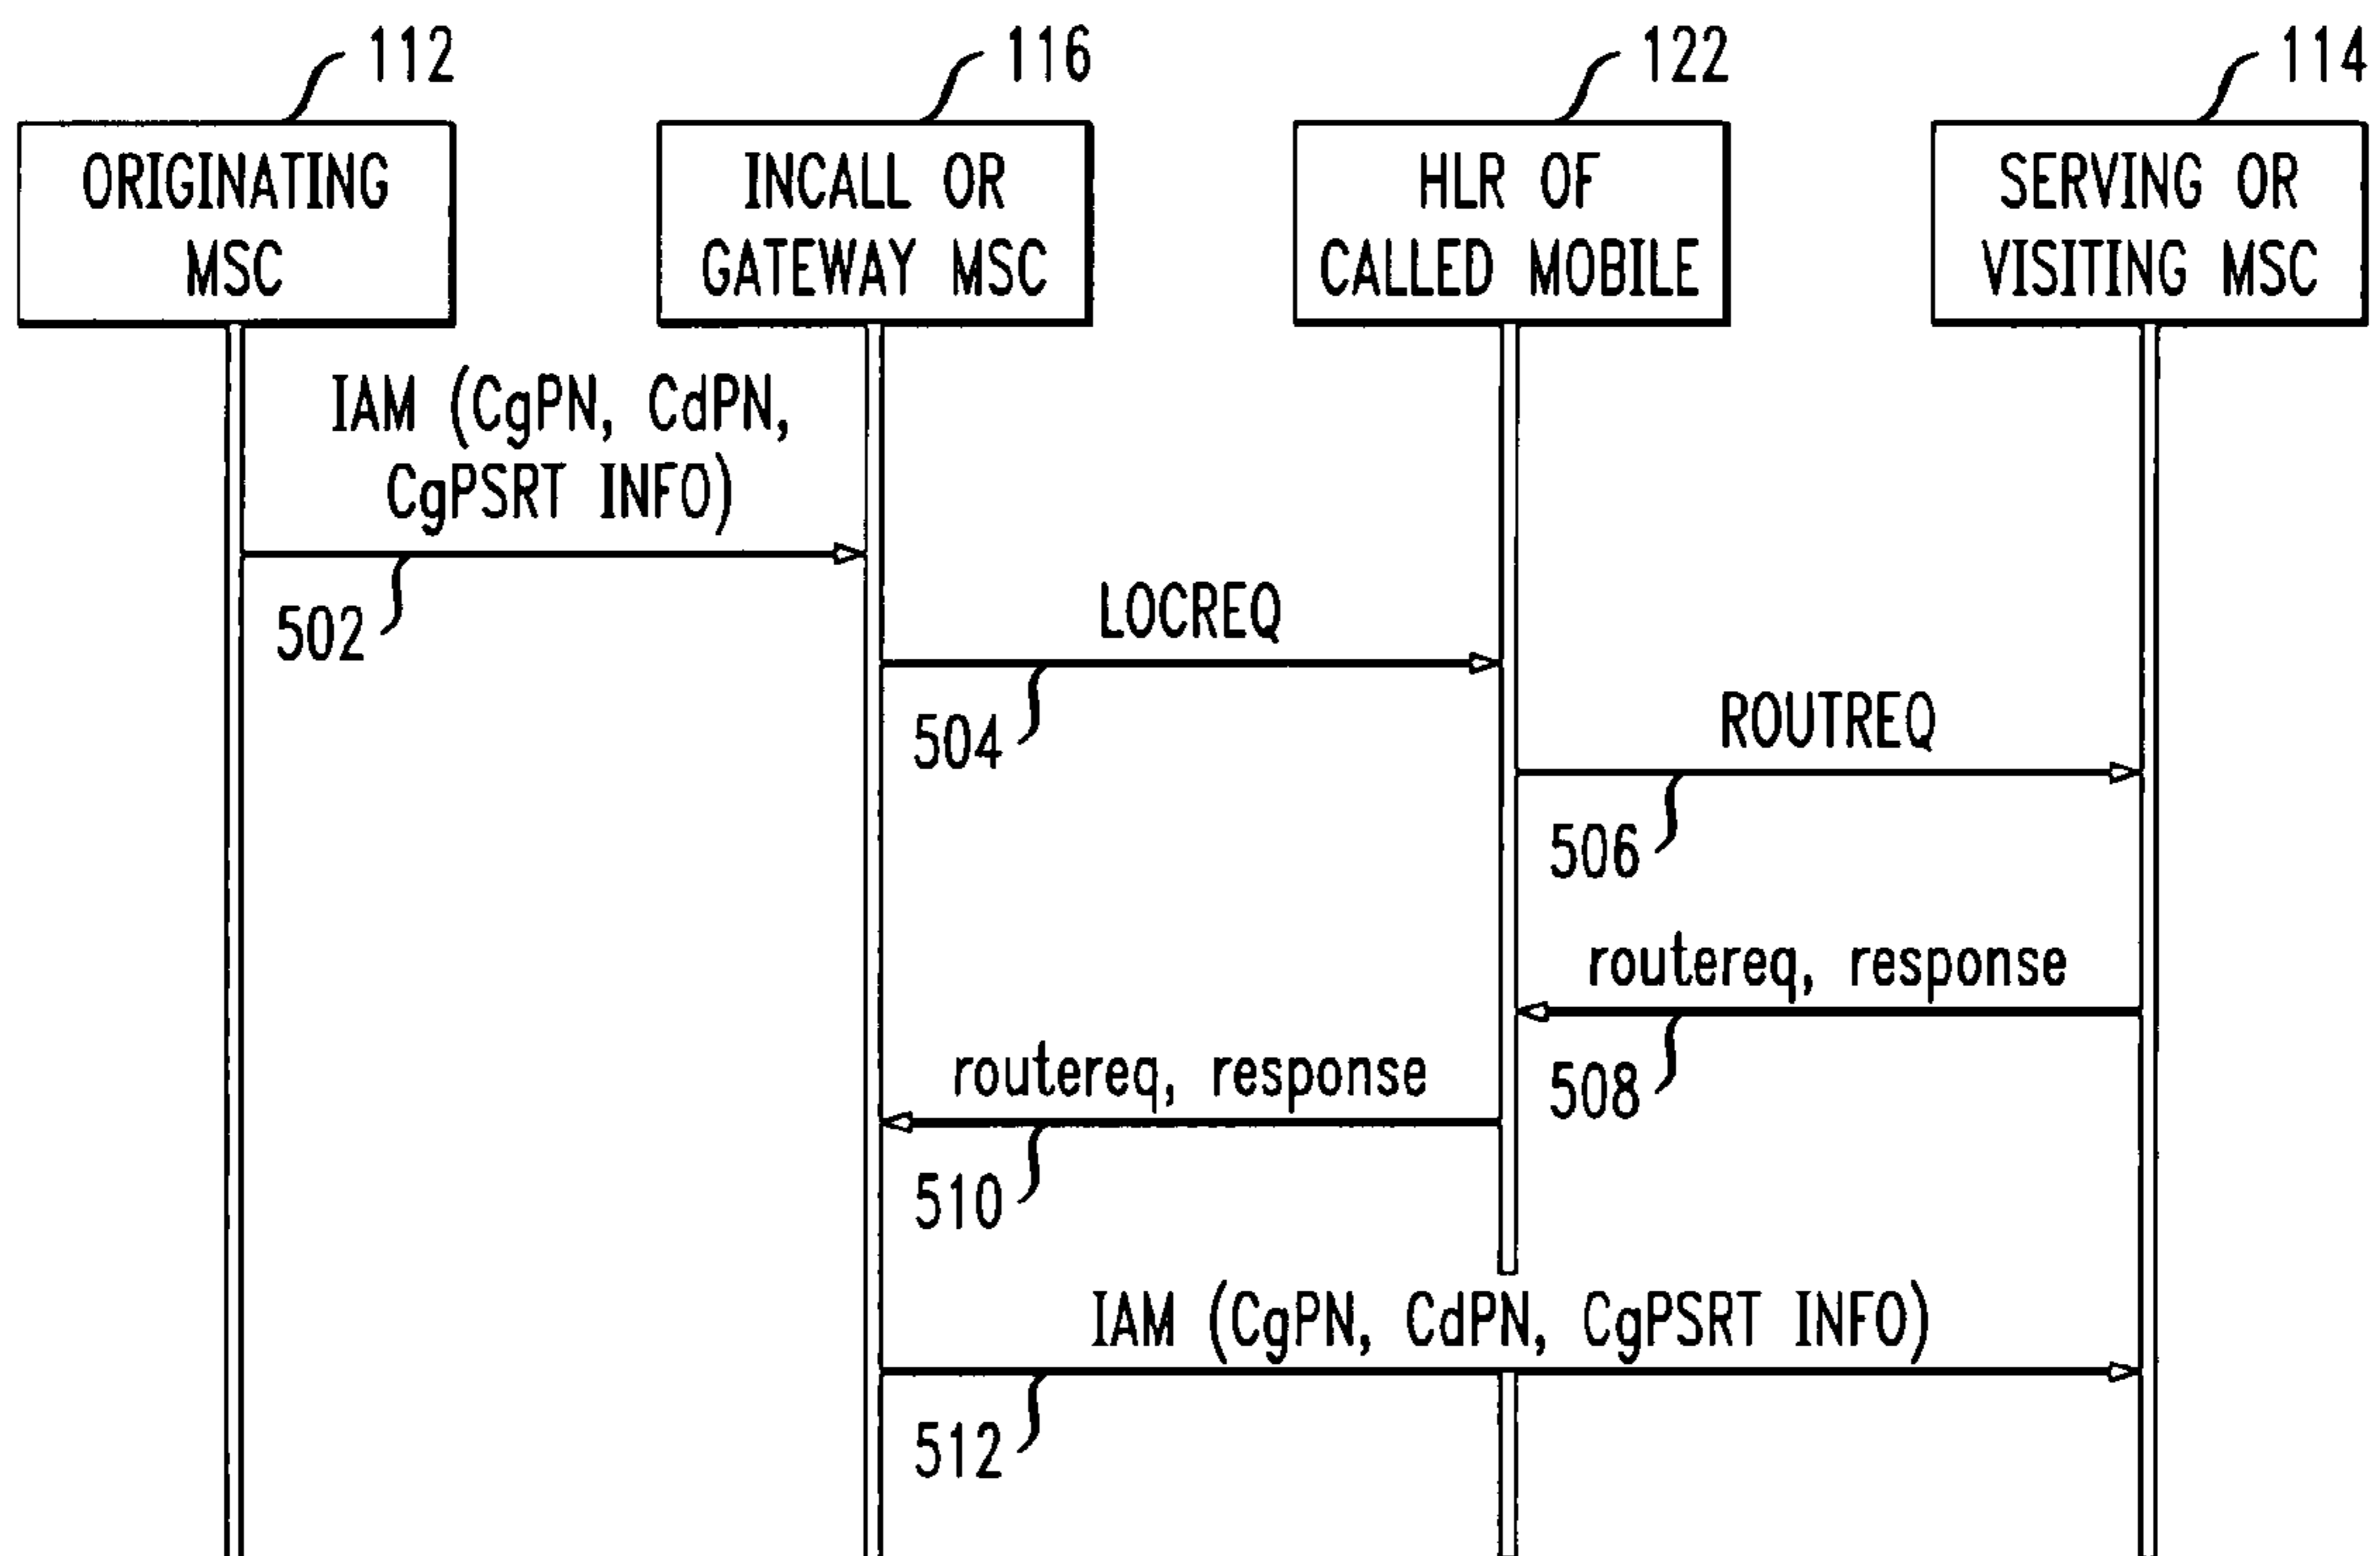 112
116
122
114
ORIGINATING
MSC
INCALL OR
GATEWAY MSC
HLR OF
CALLED MOBILE
SERVING OR
VISITING MSC
IAM (CgPN, CdPN,
CgPSRT INFO)
502
LOCREQ
504
ROUTREQ
506
routereq, response
508
routereq, response
510
IAM (CgPN, CdPN, CgPSRT INFO)
512